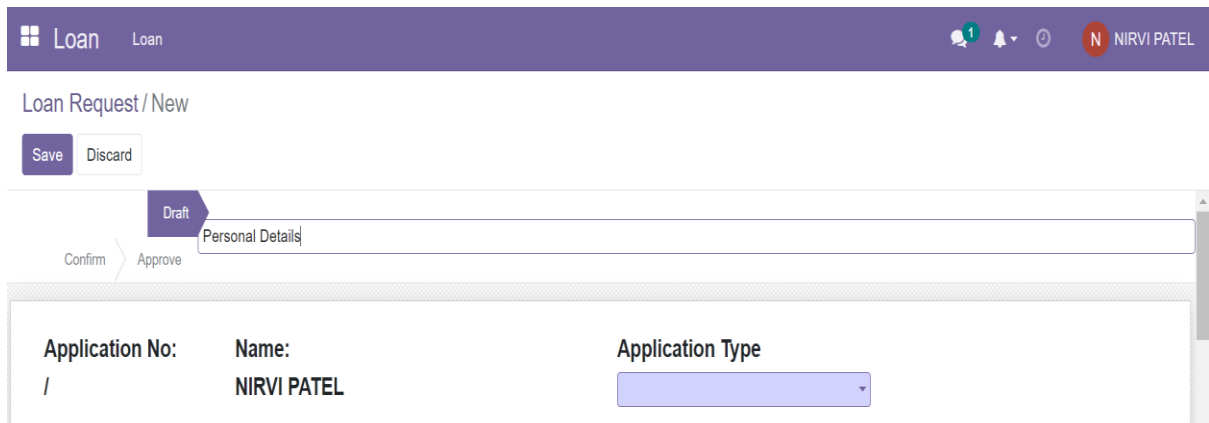 Loan Loan 1 N NIRVI PATEL
Loan Request / New
Save Discard
Draft
Personal Details
Confirm Approve
Application No: Name: Application Type
/ NIRVI PATEL